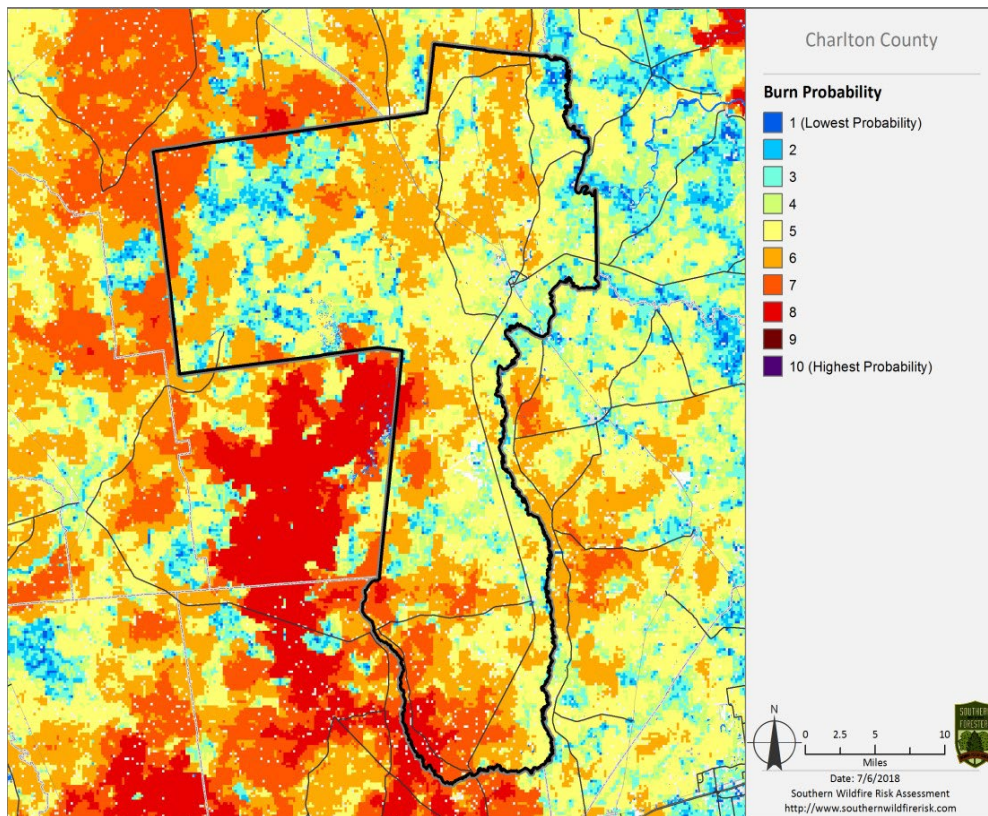 Charlton County
Burn Probability
1 (Lowest Probability)
2
3
4
5
6
7
8
9
10 (Highest Probability)
N
0 2.5 5 10
Miles
Date: 7/6/2018
Southern Wildfire Risk Assessment
http://www.southernwildfirerisk.com
SOUTHERN